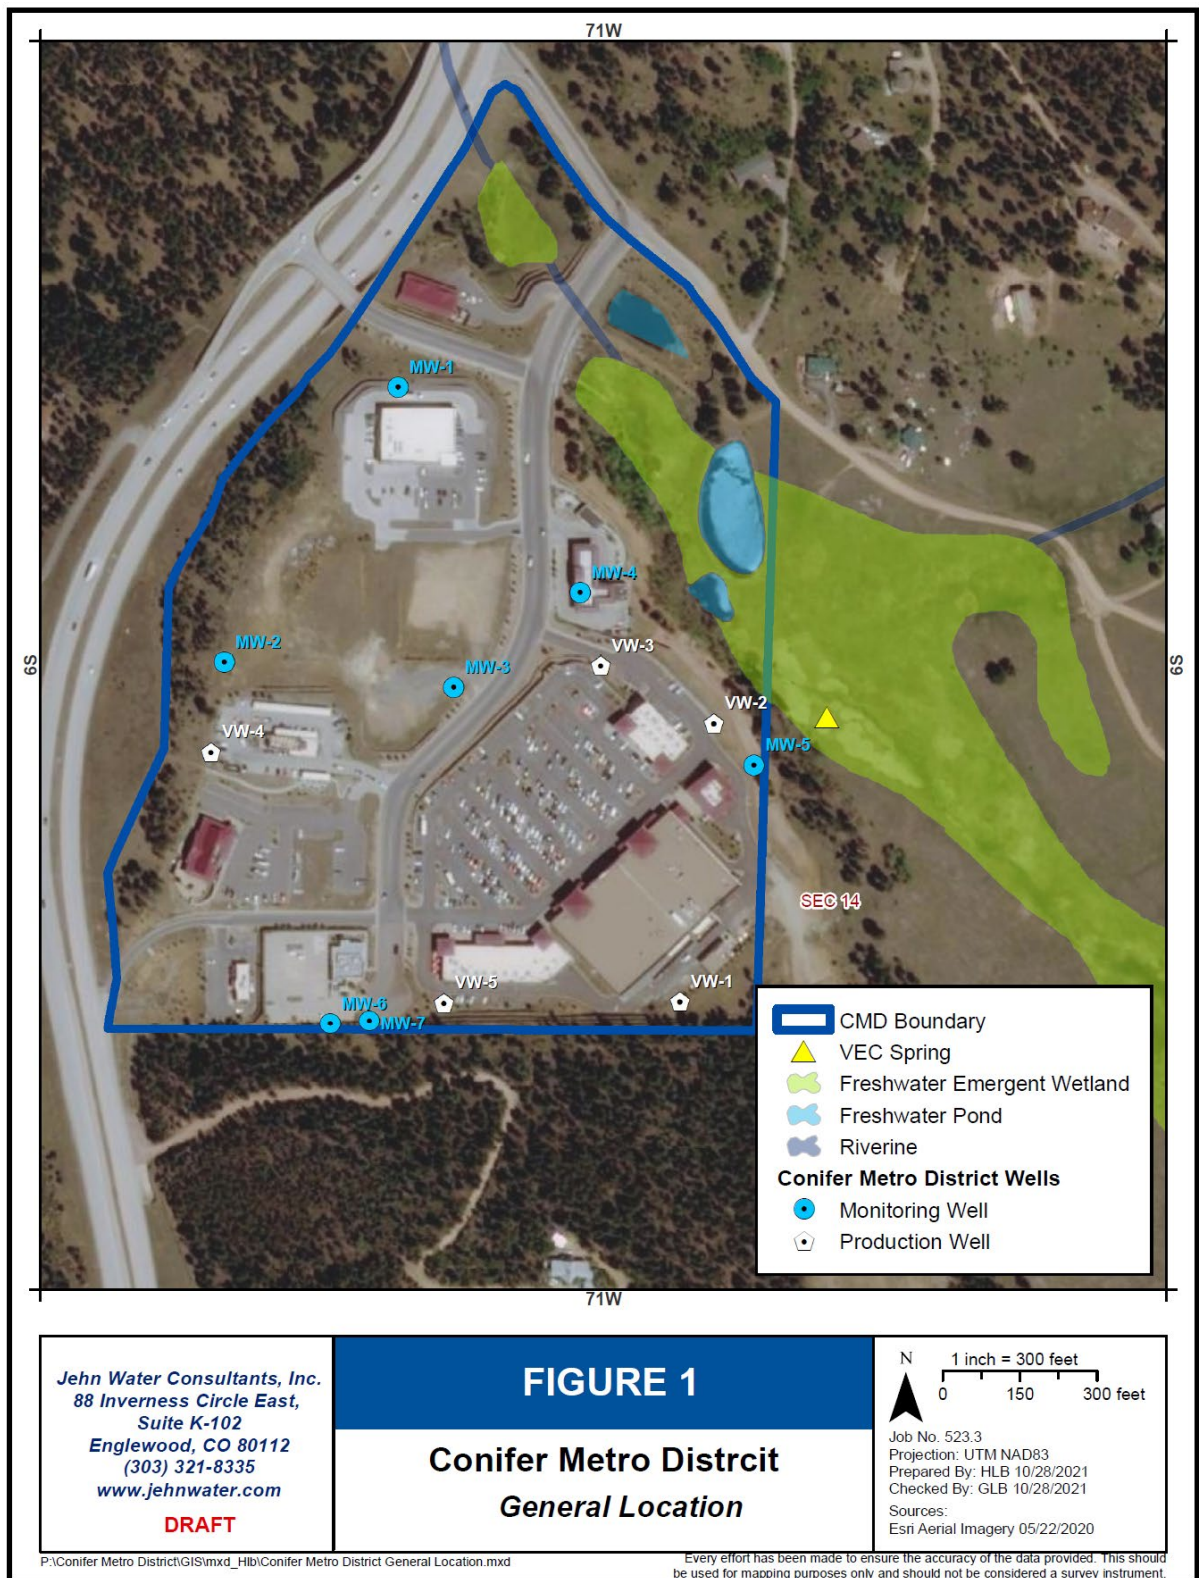 71W
MW-1
MW-4
VW-3
MW-2
MW-3
VW-2
VW-4
MW-5
6S
6S
SEC 14
VW-5
VW-1
MW-6
MW-7
CMD Boundary
VEC Spring
Freshwater Emergent Wetland
Freshwater Pond
Riverine
Conifer Metro District Wells
Monitoring Well
Production Well
71W
Jehn Water Consultants, Inc.
88 Inverness Circle East,
Suite K-102
Englewood, CO 80112
(303) 321-8335
www.jehnwater.com
DRAFT
FIGURE 1
Conifer Metro Distrcit
General Location
N
1 inch = 300 feet
0 150 300 feet
Job No. 523.3
Projection: UTM NAD83
Prepared By: HLB 10/28/2021
Checked By: GLB 10/28/2021
Sources:
Esri Aerial Imagery 05/22/2020
P:\Conifer Metro District\GIS\mxd_Hlb\Conifer Metro District General Location.mxd
Every effort has been made to ensure the accuracy of the data provided. This should
be used for mapping purposes only and should not be considered a survey instrument.